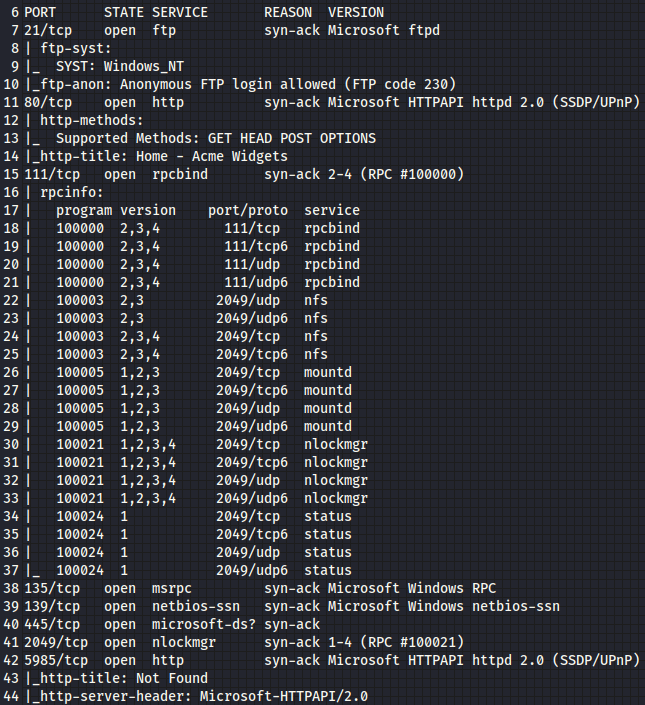 6 PORT     STATE SERVICE       REASON  VERSION
7 21/tcp   open  ftp           syn-ack Microsoft ftpd
8 | ftp-syst:
9 |_  SYST: Windows_NT
10 |_ftp-anon: Anonymous FTP login allowed (FTP code 230)
11 80/tcp   open  http          syn-ack Microsoft HTTPAPI httpd 2.0 (SSDP/UPnP)
12 | http-methods:
13 |_  Supported Methods: GET HEAD POST OPTIONS
14 |_http-title: Home - Acme Widgets
15 111/tcp  open  rpcbind       syn-ack 2-4 (RPC #100000)
16 | rpcinfo:
17 |   program version    port/proto  service
18 |   100000  2,3,4        111/tcp   rpcbind
19 |   100000  2,3,4        111/tcp6  rpcbind
20 |   100000  2,3,4        111/udp   rpcbind
21 |   100000  2,3,4        111/udp6  rpcbind
22 |   100003  2,3         2049/udp   nfs
23 |   100003  2,3         2049/udp6  nfs
24 |   100003  2,3,4       2049/tcp   nfs
25 |   100003  2,3,4       2049/tcp6  nfs
26 |   100005  1,2,3       2049/tcp   mountd
27 |   100005  1,2,3       2049/tcp6  mountd
28 |   100005  1,2,3       2049/udp   mountd
29 |   100005  1,2,3       2049/udp6  mountd
30 |   100021  1,2,3,4     2049/tcp   nlockmgr
31 |   100021  1,2,3,4     2049/tcp6  nlockmgr
32 |   100021  1,2,3,4     2049/udp   nlockmgr
33 |   100021  1,2,3,4     2049/udp6  nlockmgr
34 |   100024  1           2049/tcp   status
35 |   100024  1           2049/tcp6  status
36 |   100024  1           2049/udp   status
37 |_  100024  1           2049/udp6  status
38 135/tcp  open  msrpc         syn-ack Microsoft Windows RPC
39 139/tcp  open  netbios-ssn   syn-ack Microsoft Windows netbios-ssn
40 445/tcp  open  microsoft-ds? syn-ack
41 2049/tcp open  nlockmgr      syn-ack 1-4 (RPC #100021)
42 5985/tcp open  http          syn-ack Microsoft HTTPAPI httpd 2.0 (SSDP/UPnP)
43 |_http-title: Not Found
44 |_http-server-header: Microsoft-HTTPAPI/2.0